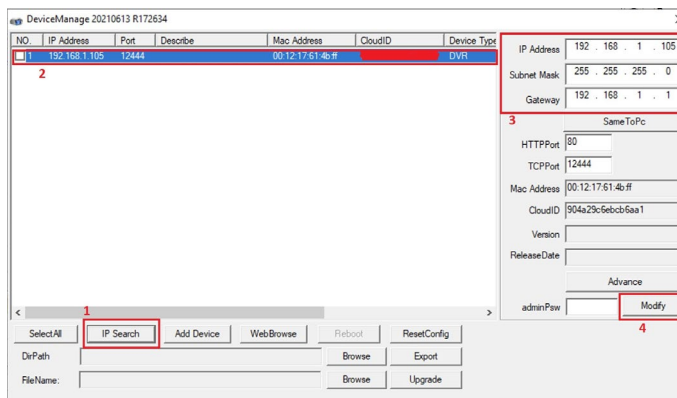 DeviceManage 20210613 R172634
NO. IP Address Port Describe Mac Address CloudID Device Type
1 192.168.1.105 12444 00:12:17:61:4b:ff DVR
2
IP Address 192 . 168 . 1 . 105
Subnet Mask 255 . 255 . 255 . 0
Gateway 192 . 168 . 1 . 1
3
SameToPc
HTTPPort 80
TCPPort 12444
Mac Address 00:12:17:61:4b:ff
CloudID 904a29c6ebcb6aa1
Version
ReleaseDate
Advance
adminPsw Modify
4
1
SelectAll IP Search Add Device WebBrowse Reboot ResetConfig
DirPath Browse Export
FileName: Browse Upgrade